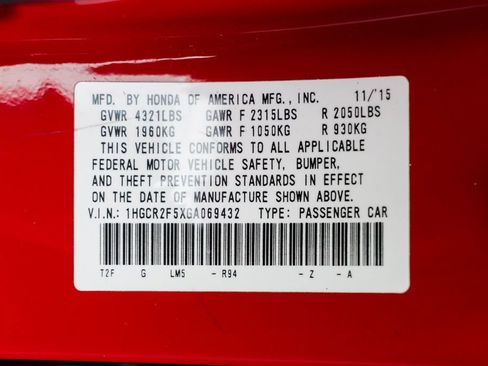 MFD. BY HONDA OF AMERICA MFG., INC. 11/'15
GVWR 4321LBS GAWR F 2315LBS R 2050LBS
GVWR 1960KG GAWR F 1050KG R 930KG
THIS VEHICLE CONFORMS TO ALL APPLICABLE
FEDERAL MOTOR VEHICLE SAFETY, BUMPER,
AND THEFT PREVENTION STANDARDS IN EFFECT
ON THE DATE OF MANUFACTURE SHOWN ABOVE.
V.I.N.: 1HGCR2F5XGA069432 TYPE: PASSENGER CAR
T2F G LM5 -R94 -Z -A